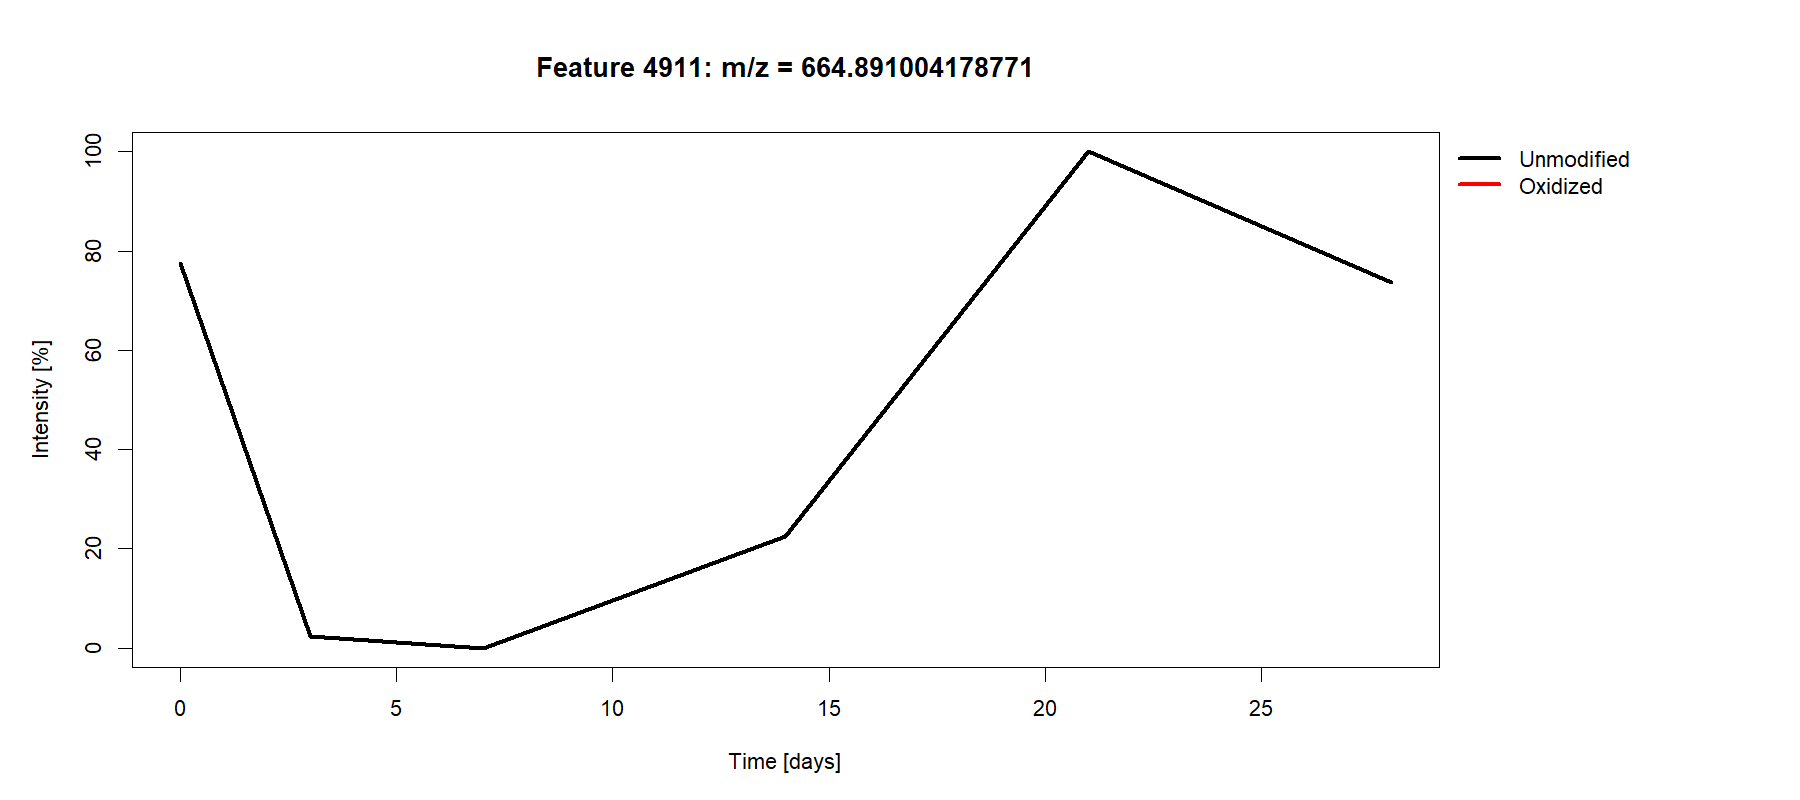 Feature 4911: m/z = 664.891004178771
Unmodified
Oxidized
Intensity [%]
100
80
60
40
20
0
0 5 10 15 20 25
Time [days]